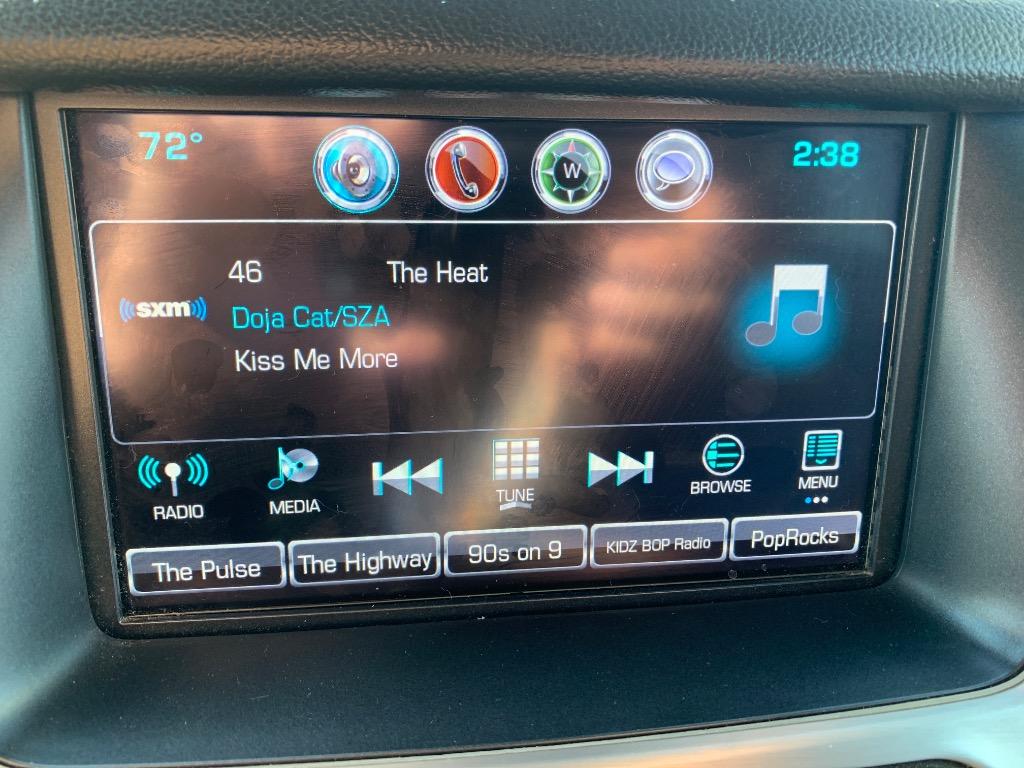 72° W 2:38
46 The Heat
sxm
Doja Cat/SZA
Kiss Me More
RADIO MEDIA TUNE BROWSE MENU
The Pulse The Highway 90s on 9 KIDZ BOP Radio PopRocks